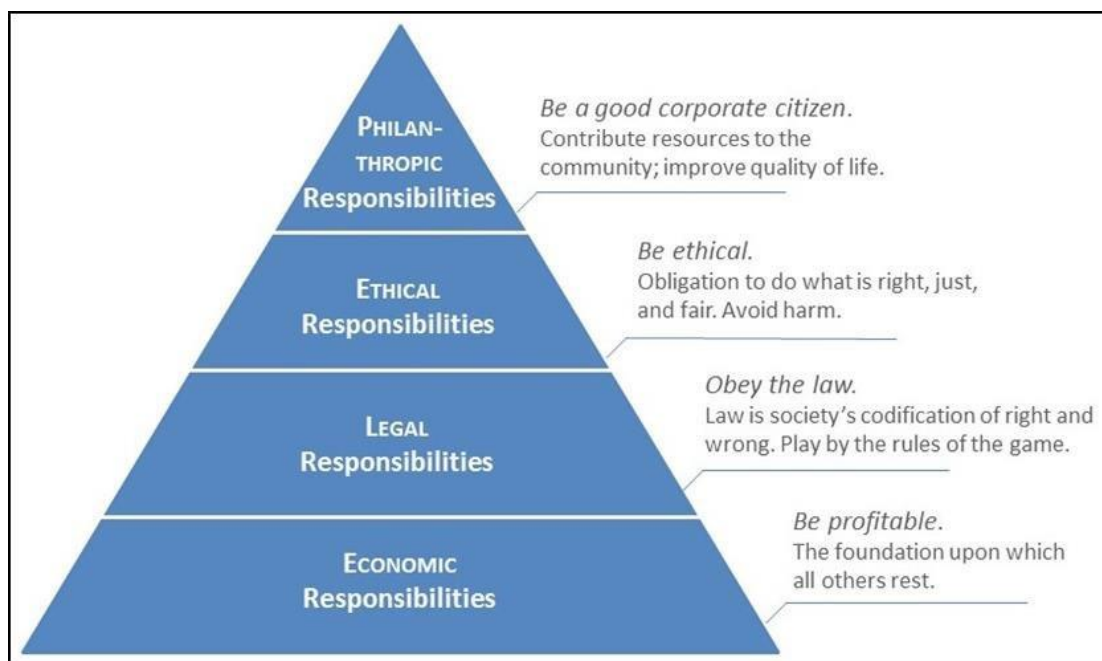 PHILAN-
THROPIC
Responsibilities
Be a good corporate citizen.
Contribute resources to the
community; improve quality of life.
ETHICAL
Responsibilities
Be ethical.
Obligation to do what is right, just,
and fair. Avoid harm.
LEGAL
Responsibilities
Obey the law.
Law is society's codification of right and
wrong. Play by the rules of the game.
ECONOMIC
Responsibilities
Be profitable.
The foundation upon which
all others rest.